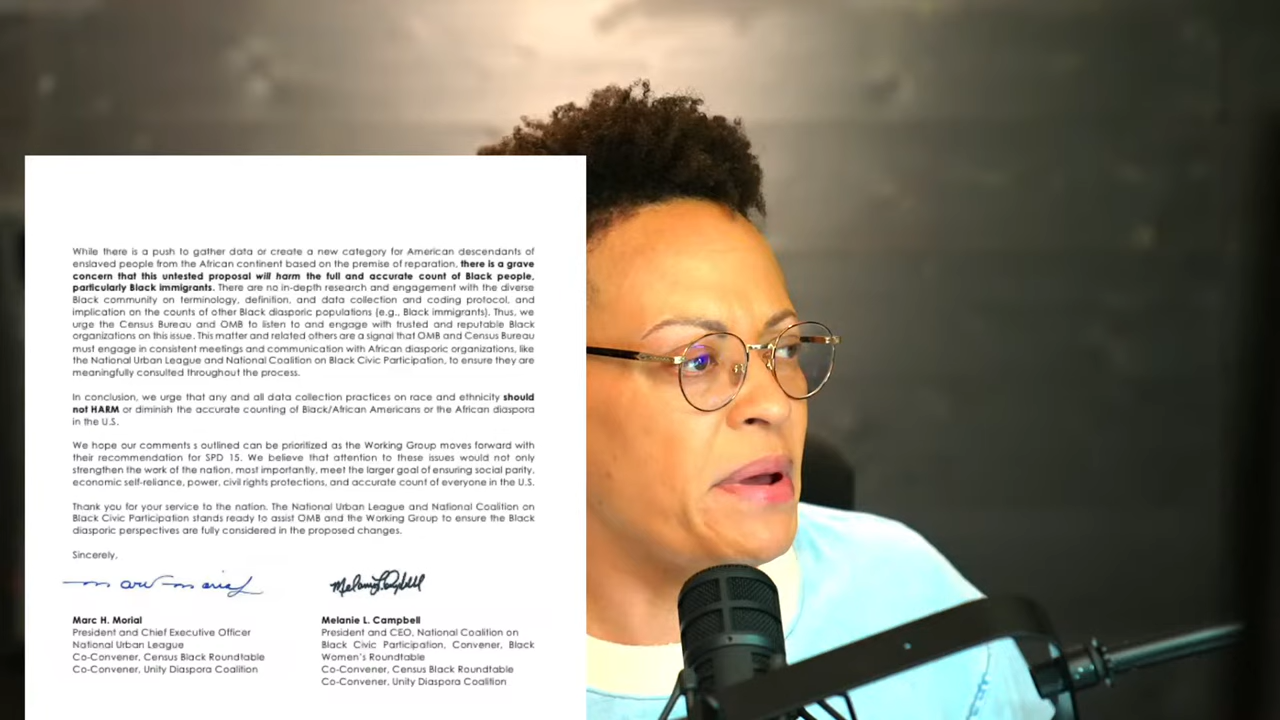 While there is a push to gather data or create a new category for American descendants of
enslaved people from the African continent based on the premise of reparation, there is a grave
concern that this untested proposal will harm the full and accurate count of Black people,
particularly Black immigrants. There are no in-depth research and engagement with the diverse
Black community on terminology, definition, and data collection and coding protocol, and
implication on the counts of other Black diasporic populations (e.g., Black immigrants). Thus, we
urge the Census Bureau and OMB to listen to and engage with trusted and reputable Black
organizations on this issue. This matter and related others are a signal that OMB and Census Bureau
must engage in consistent meetings and communication with African diasporic organizations, like
the National Urban League and National Coalition on Black Civic Participation, to ensure they are
meaningfully consulted throughout the process.
In conclusion, we urge that any and all data collection practices on race and ethnicity should
not HARM or diminish the accurate counting of Black/African Americans or the African diaspora
in the U.S.
We hope our comments s outlined can be prioritized as the Working Group moves forward with
their recommendation for SPD 15. We believe that attention to these issues would not only
strengthen the work of the nation, most importantly, meet the larger goal of ensuring social parity,
economic self-reliance, power, civil rights protections, and accurate count of everyone in the U.S.
Thank you for your service to the nation. The National Urban League and National Coalition on
Black Civic Participation stands ready to assist OMB and the Working Group to ensure the Black
diasporic perspectives are fully considered in the proposed changes.
Sincerely,
Marc H. Morial
President and Chief Executive Officer
National Urban League
Co-Convener, Census Black Roundtable
Co-Convener, Unity Diaspora Coalition
Melanie L. Campbell
President and CEO, National Coalition on
Black Civic Participation, Convener, Black
Women's Roundtable
Co-Convener, Census Black Roundtable
Co-Convener, Unity Diaspora Coalition